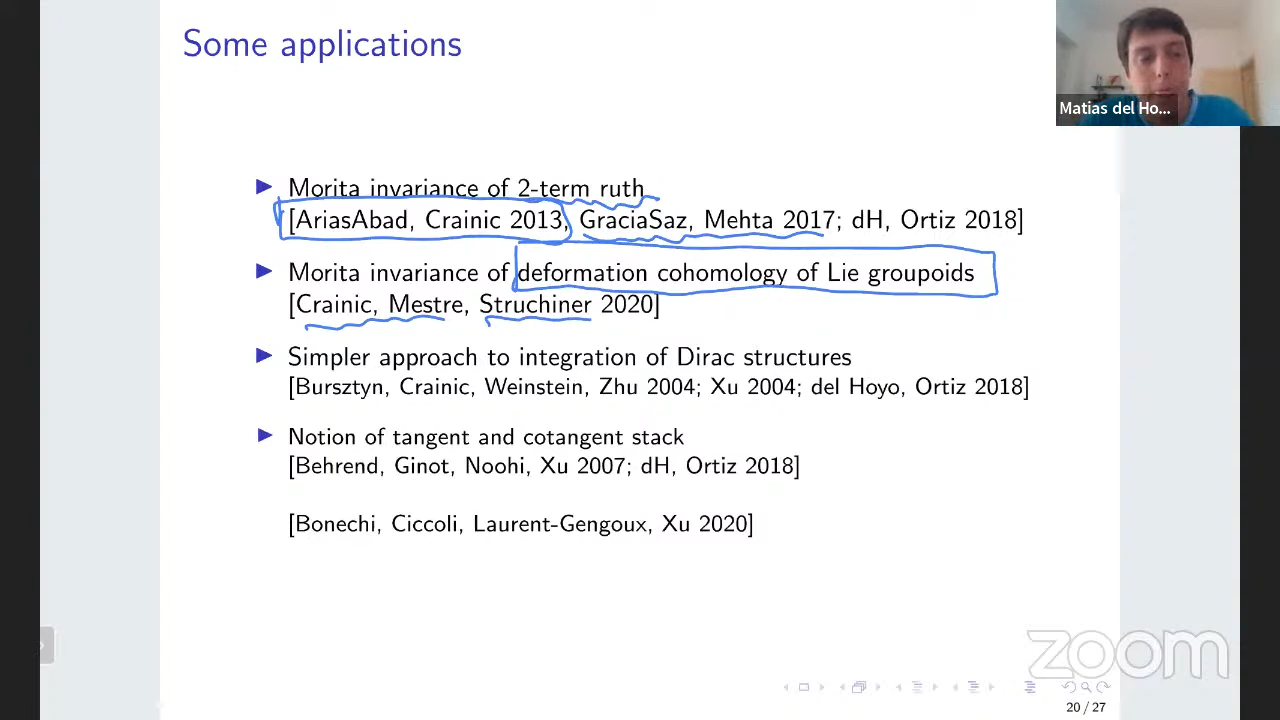 Some applications
Matias del Ho...
▶ Morita invariance of 2-term ruth
[AriasAbad, Crainic 2013, GraciaSaz, Mehta 2017; dH, Ortiz 2018]
▶ Morita invariance of deformation cohomology of Lie groupoids
[Crainic, Mestre, Struchiner 2020]
▶ Simpler approach to integration of Dirac structures
[Bursztyn, Crainic, Weinstein, Zhu 2004; Xu 2004; del Hoyo, Ortiz 2018]
▶ Notion of tangent and cotangent stack
[Behrend, Ginot, Noohi, Xu 2007; dH, Ortiz 2018]
[Bonechi, Ciccoli, Laurent-Gengoux, Xu 2020]
zoom
20 / 27